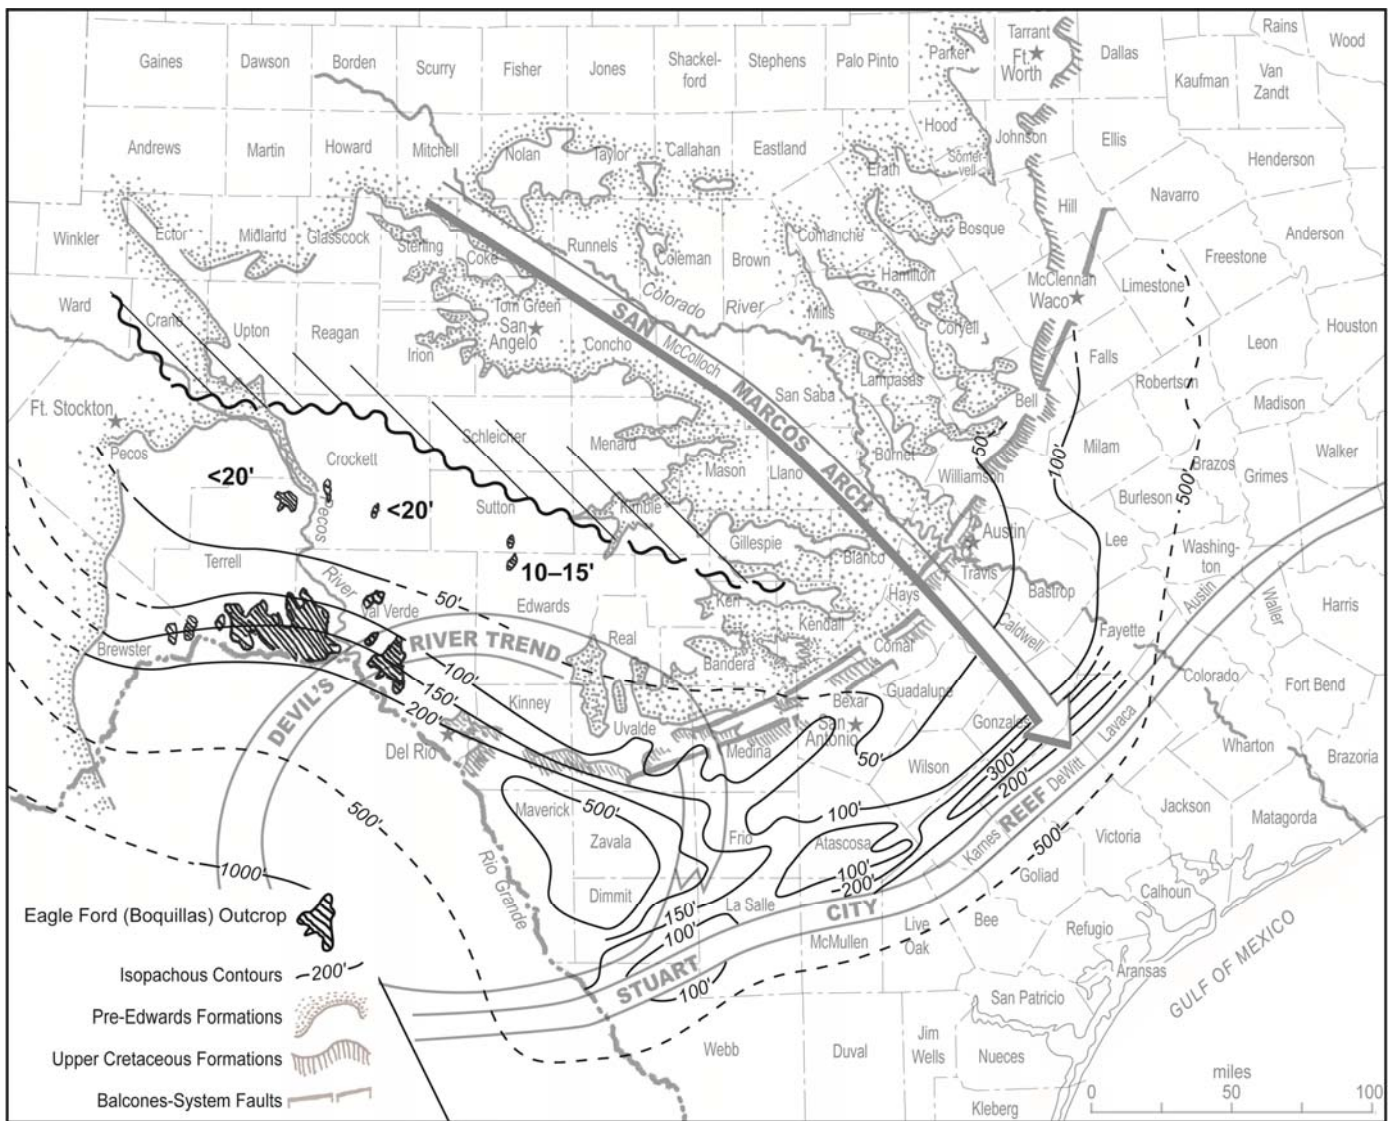 Gaines
Dawson
Borden
Scurry
Fisher
Jones
Shackel-
ford
Stephens
Palo Pinto
Parker
Tarrant
Ft.
Worth
Dallas
Rains
Wood
Kaufman
Van
Zandt
Andrews
Martin
Howard
Mitchell
Nolan
Taylor
Callahan
Eastland
Hood
Johnson
Ellis
Erath
Somer-
vell
Henderson
Navarro
Hill
Winkler
Ector
Midland
Glasscock
Sterling
Coke
Runnels
Coleman
Brown
Comanche
Bosque
Hamilton
Anderson
Freestone
McClennan
Waco
Limestone
Ward
Crane
Upton
Reagan
Tom Green
San
Angelo
Irion
Concho
Colorado
River
McColloch
Mills
Coryell
Falls
Leon
Houston
SAN
MARCOS
ARCH
San Saba
Lampasas
Bell
Robertson
Madison
Ft. Stockton
Pecos
Crockett
Schleicher
Menard
Mason
Llano
Burnet
Williamson
50'
100'
Milam
Brazos
Grimes
Walker
500'
<20'
<20'
Pecos
River
Sutton
Kimble
Gillespie
Blanco
Austin
Travis
Burleson
Lee
Washing-
ton
Terrell
10–15'
50'
Edwards
Val Verde
Kerr
Kendall
Hays
Bastrop
Austin
Waller
Harris
Brewster
RIVER TREND
DEVIL'S
Real
Bandera
Comal
Caldwell
Fayette
Colorado
Fort Bend
100'
150'
200'
Kinney
Uvalde
Medina
Bexar
San
Antonio
Guadalupe
Gonzales
Lavaca
Wharton
Brazoria
Del Rio
50'
Wilson
300'
200'
DeWitt
Maverick
500'
Zavala
Dimmit
Frio
100'
Atascosa
100'
200'
Karnes
REEF
500'
Jackson
Matagorda
Victoria
Goliad
Calhoun
500'
1000'
Rio Grande
150'
100'
La Salle
100'
STUART
CITY
McMullen
Live
Oak
Bee
Refugio
Aransas
San Patricio
GULF OF MEXICO
Webb
Duval
Jim
Wells
Nueces
Kleberg
Eagle Ford (Boquillas) Outcrop
Isopachous Contours
200'
Pre-Edwards Formations
Upper Cretaceous Formations
Balcones-System Faults
miles
0
50
100